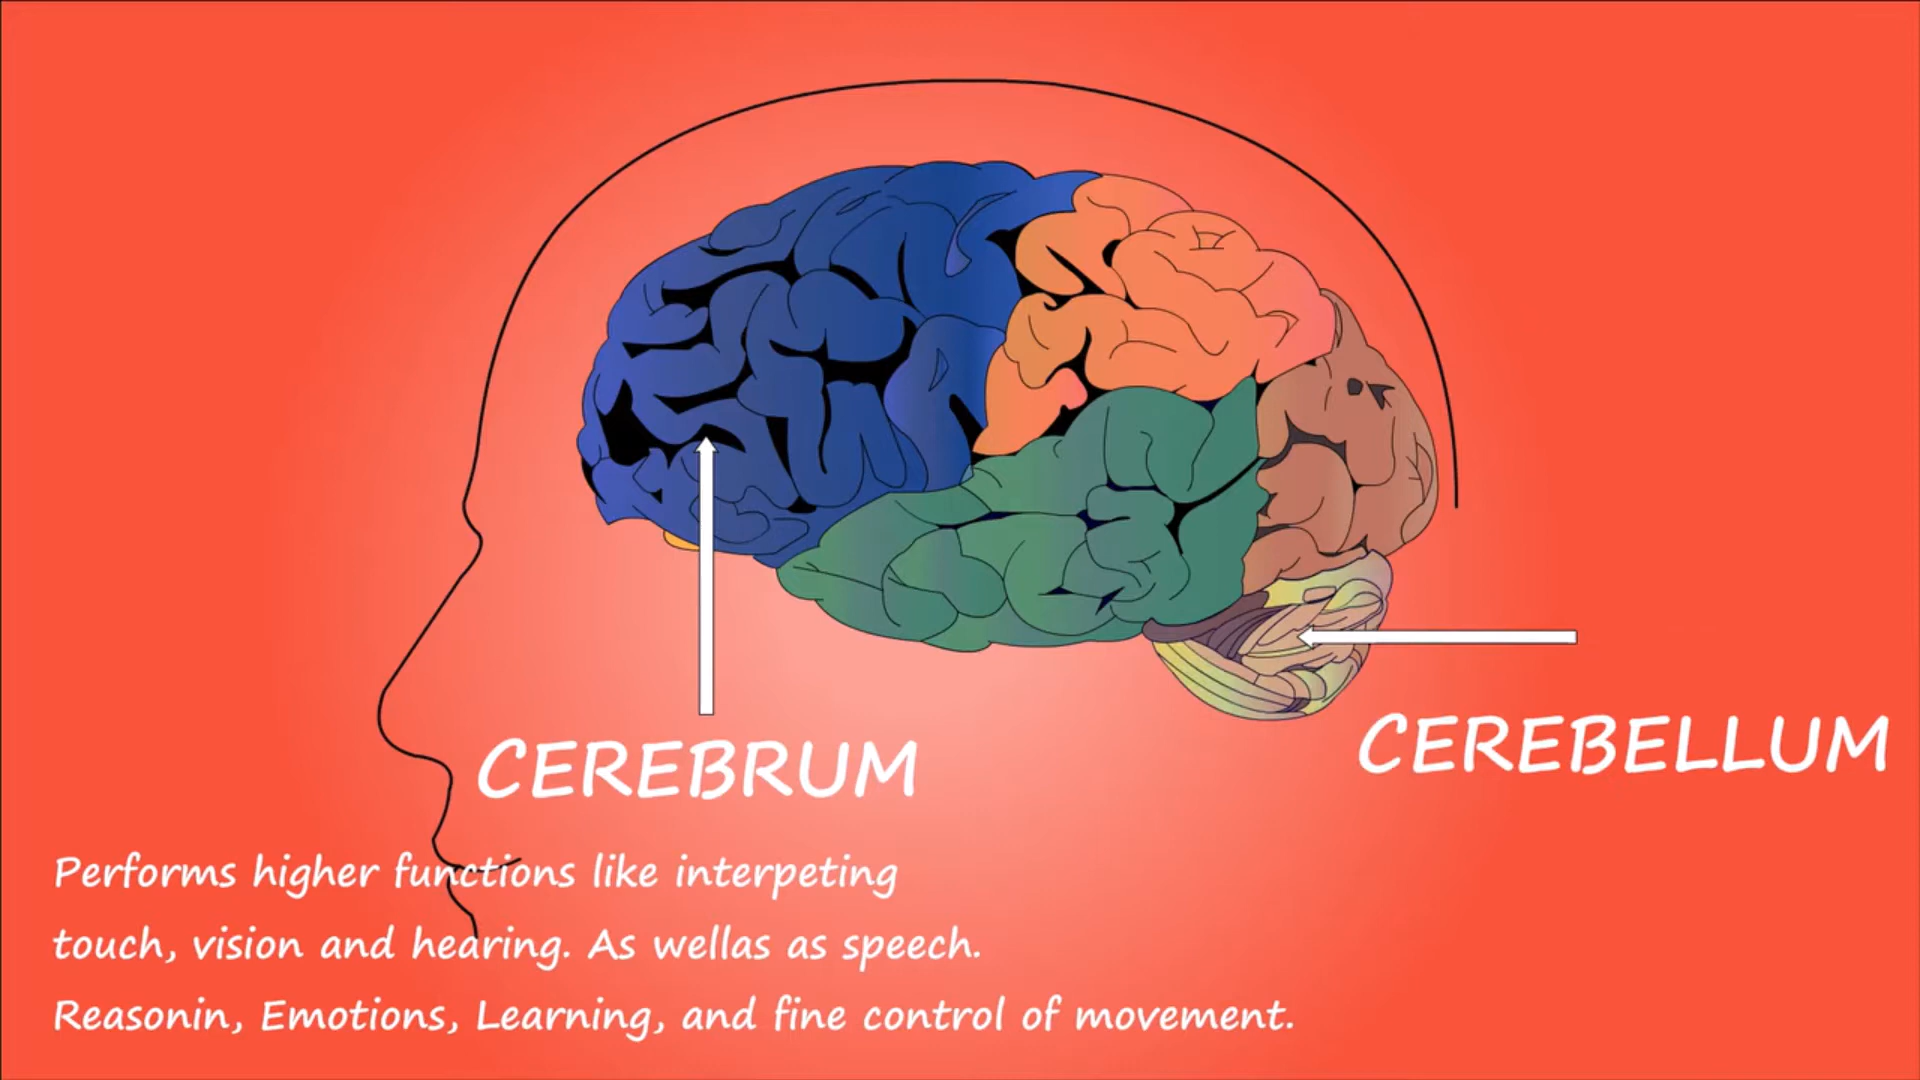 CEREBRUM
CEREBELLUM
Performs higher functions like interpeting
touch, vision and hearing. As wellas as speech.
Reasonin, Emotions, Learning, and fine control of movement.